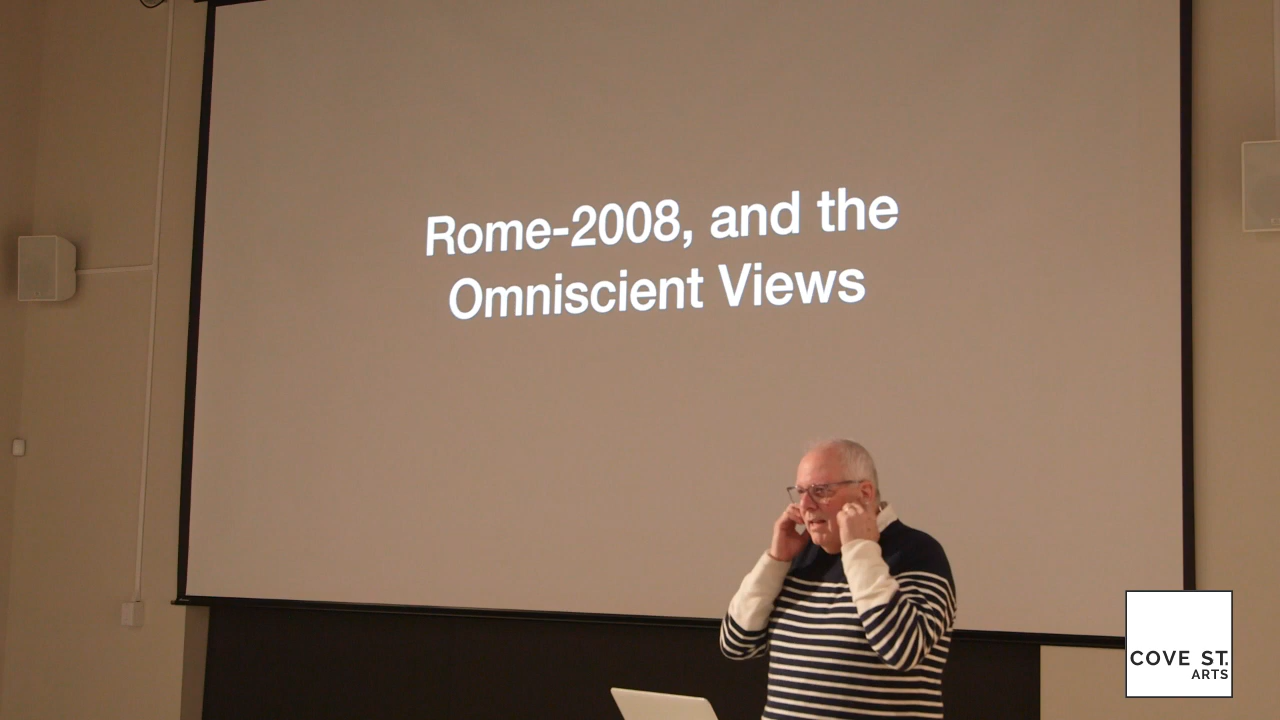 Rome-2008, and the
Omniscient Views
COVE ST.
ARTS